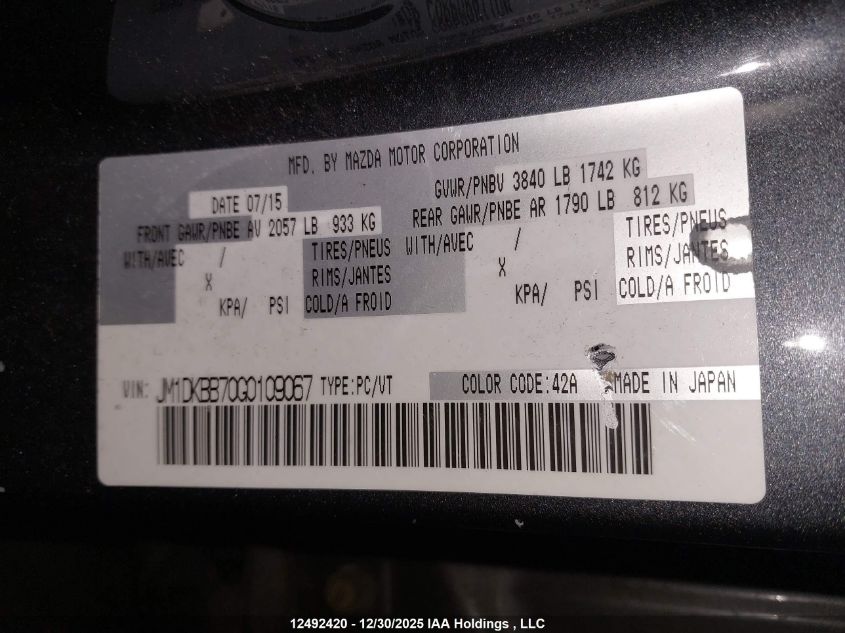 MFD. BY MAZDA MOTOR CORPORATION
DATE 07/15 GVWR/PNBV 3840 LB 1742 KG
FRONT GAWR/PNBE AV 2057 LB 933 KG REAR GAWR/PNBE AR 1790 LB 812 KG
WITH/AVEC / TIRES/PNEUS WITH/AVEC / TIRES/PNEUS
X RIMS/JANTES X RIMS/JANTES
KPA/ PSI COLD/A FROID KPA/ PSI COLD/A FROID
VIN: JM1DKBB70G0109067 TYPE:PC/VT COLOR CODE:42A MADE IN JAPAN
12492420 - 12/30/2025 IAA Holdings , LLC